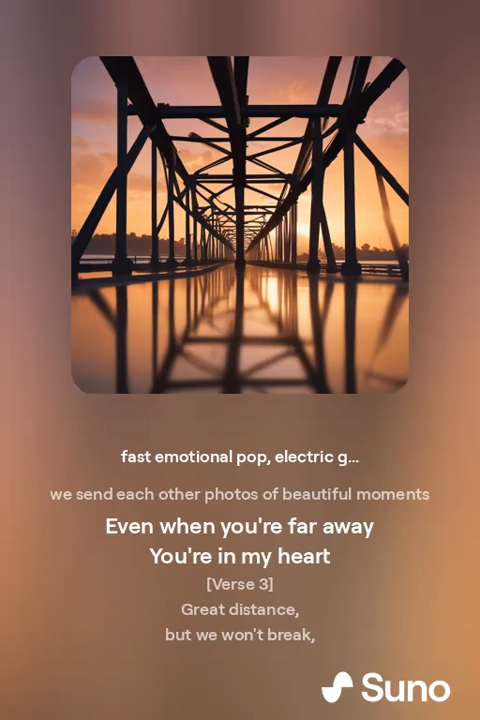 fast emotional pop, electric g...
we send each other photos of beautiful moments
Even when you're far away
You're in my heart
[Verse 3]
Great distance,
but we won't break,
Suno